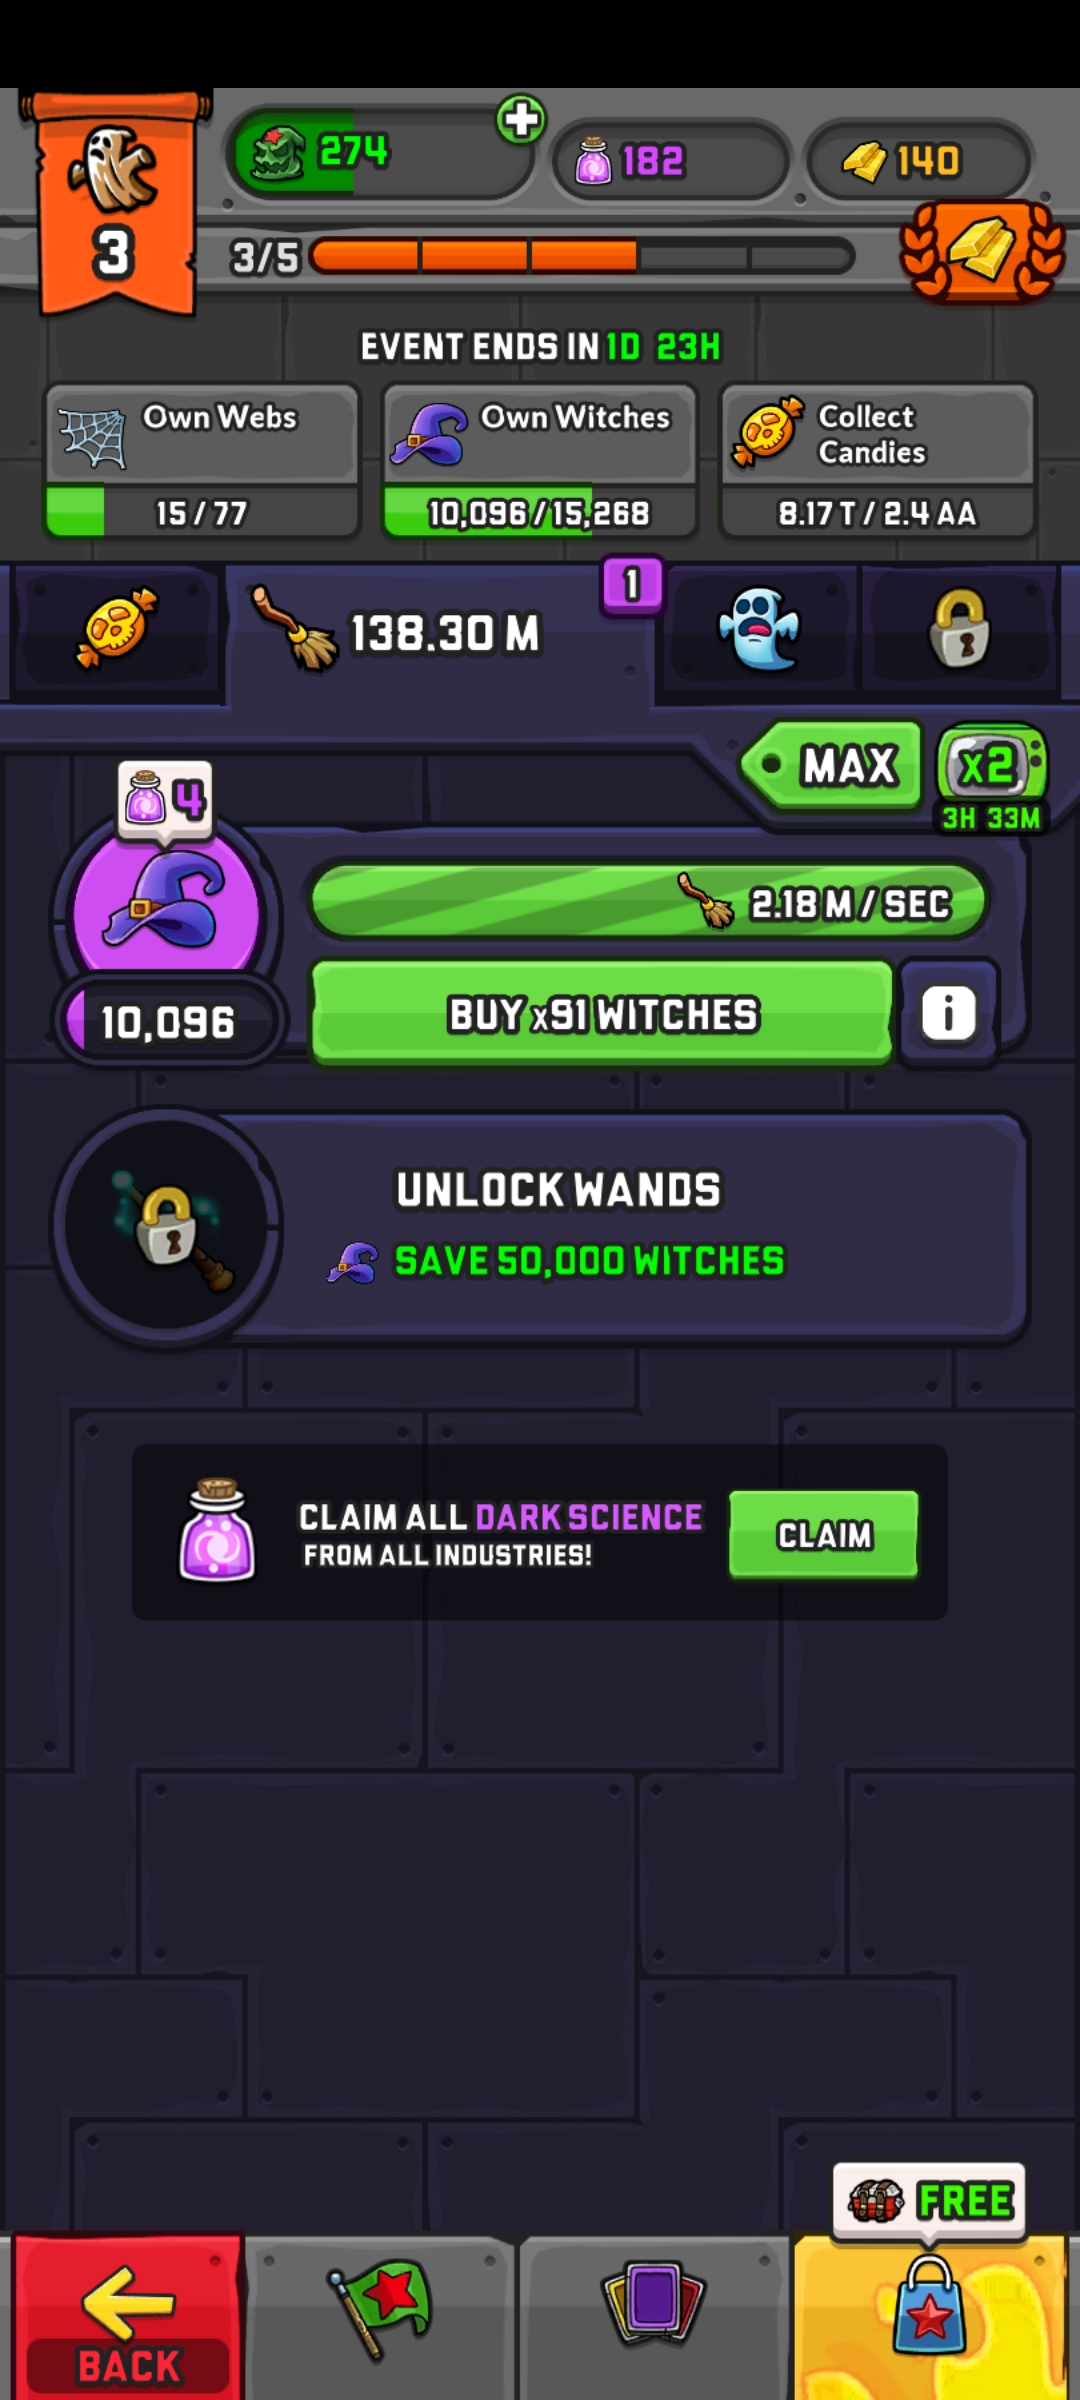 274
182
140
3
3/5
EVENT ENDS IN 1D 23H
Own Webs
15/77
Own Witches
10,096/15,268
Collect
Candies
8.17 T / 2.4 AA
138.30 M
1
MAX
x2
3H 33M
4
2.18 M / SEC
10,096
BUY x91 WITCHES
i
UNLOCK WANDS
SAVE 50,000 WITCHES
CLAIM ALL DARK SCIENCE
FROM ALL INDUSTRIES!
CLAIM
FREE
BACK